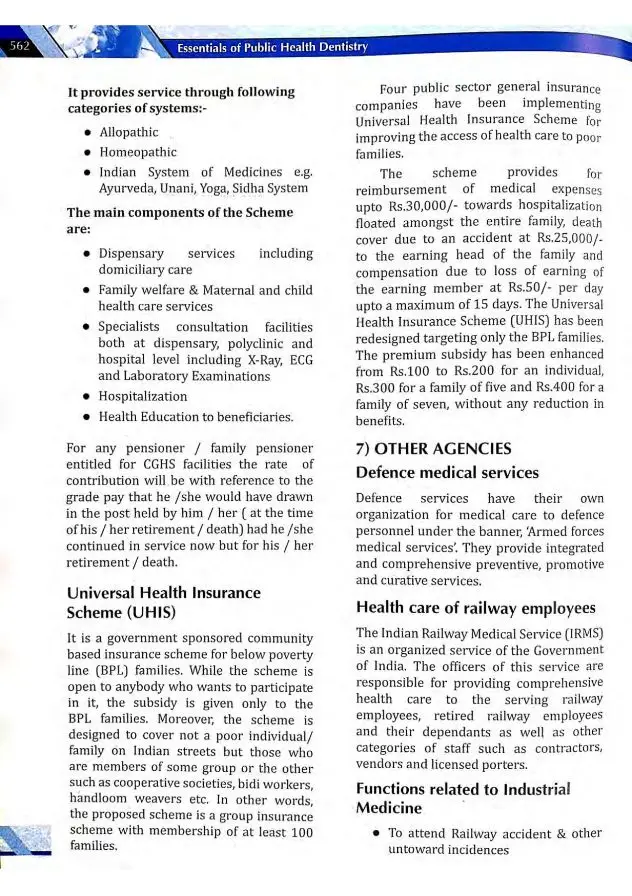 562
Essentials of Public Health Dentistry
It provides service through following
categories of systems:-
● Allopathic
● Homeopathic
● Indian System of Medicines e.g.
Ayurveda, Unani, Yoga, Sidha System
The main components of the Scheme
are:
● Dispensary services including
domiciliary care
● Family welfare & Maternal and child
health care services
● Specialists consultation facilities
both at dispensary, polyclinic and
hospital level including X-Ray, ECG
and Laboratory Examinations
● Hospitalization
● Health Education to beneficiaries.
For any pensioner / family pensioner
entitled for CGHS facilities the rate of
contribution will be with reference to the
grade pay that he /she would have drawn
in the post held by him / her ( at the time
of his / her retirement / death) had he /she
continued in service now but for his / her
retirement / death.
Universal Health Insurance
Scheme (UHIS)
It is a government sponsored community
based insurance scheme for below poverty
line (BPL) families. While the scheme is
open to anybody who wants to participate
in it, the subsidy is given only to the
BPL families. Moreover, the scheme is
designed to cover not a poor individual/
family on Indian streets but those who
are members of some group or the other
such as cooperative societies, bidi workers,
handloom weavers etc. In other words,
the proposed scheme is a group insurance
scheme with membership of at least 100
families.
Four public sector general insurance
companies have been implementing
Universal Health Insurance Scheme for
improving the access of health care to poor
families.
The scheme provides for
reimbursement of medical expenses
upto Rs.30,000/- towards hospitalization
floated amongst the entire family, death
cover due to an accident at Rs.25,000/-
to the earning head of the family and
compensation due to loss of earning of
the earning member at Rs.50/- per day
upto a maximum of 15 days. The Universal
Health Insurance Scheme (UHIS) has been
redesigned targeting only the BPL families.
The premium subsidy has been enhanced
from Rs.100 to Rs.200 for an individual,
Rs.300 for a family of five and Rs.400 for a
family of seven, without any reduction in
benefits.
7) OTHER AGENCIES
Defence medical services
Defence services have their own
organization for medical care to defence
personnel under the banner, ‘Armed forces
medical services’. They provide integrated
and comprehensive preventive, promotive
and curative services.
Health care of railway employees
The Indian Railway Medical Service (IRMS)
is an organized service of the Government
of India. The officers of this service are
responsible for providing comprehensive
health care to the serving railway
employees, retired railway employees
and their dependants as well as other
categories of staff such as contractors,
vendors and licensed porters.
Functions related to Industrial
Medicine
● To attend Railway accident & other
untoward incidences